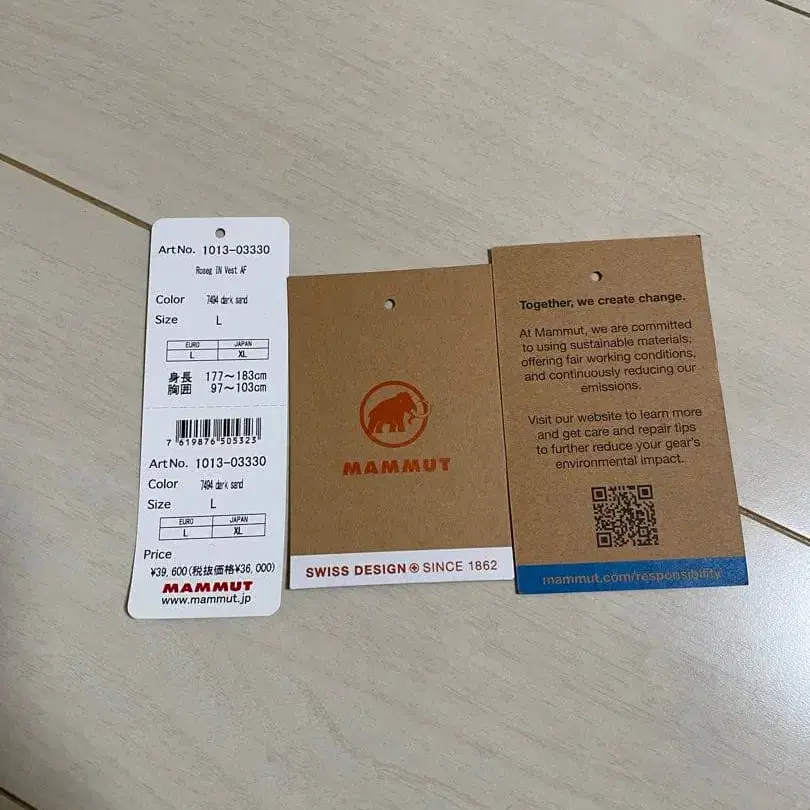 ArtNo. 1013-03330
Roseg IN Vest AF
Color 7494 dark sand
Size L
EURO JAPAN
L XL
身長 177～183cm
胸囲 97～103cm
7 619876 505323
ArtNo. 1013-03330
Color 7494 dark sand
Size L
EURO JAPAN
L XL
Price
¥39,600(税抜価格¥36,000)
MAMMUT
www.mammut.jp
MAMMUT
SWISS DESIGN SINCE 1862
Together, we create change.
At Mammut, we are committed
to using sustainable materials,
offering fair working conditions,
and continuously reducing our
emissions.
Visit our website to learn more
and get care and repair tips
to further reduce your gear's
environmental impact.
mammut.com/responsibility